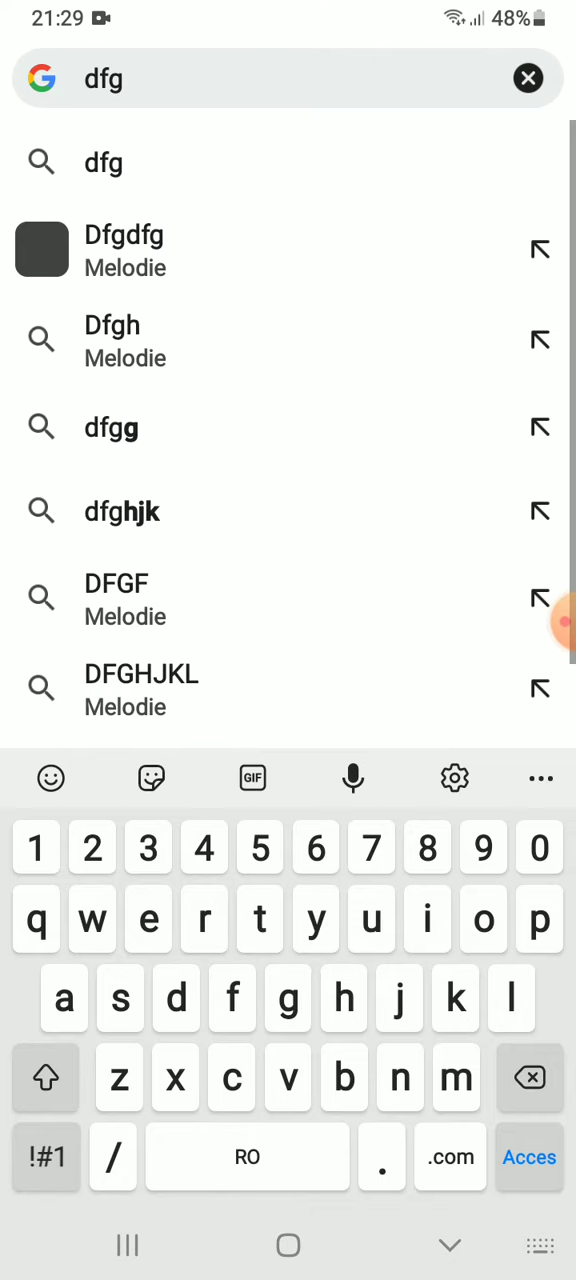 21:29
48%
dfg
dfg
Dfgdfg
Melodie
Dfgh
Melodie
dfgg
dfghjk
DFGF
Melodie
DFGHJKL
Melodie
GIF
1 2 3 4 5 6 7 8 9 0
q w e r t y u i o p
a s d f g h j k l
z x c v b n m
!#1 / RO . .com Acces